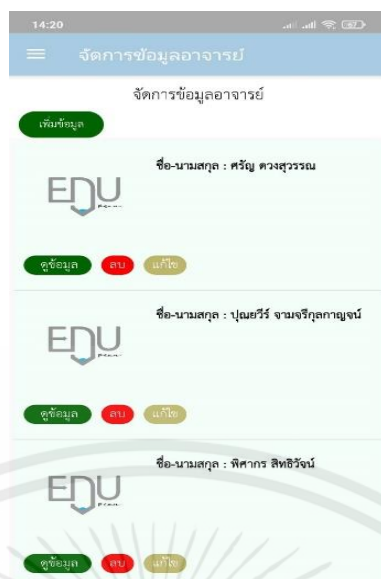 14:20
จัดการข้อมูลอาจารย์
จัดการข้อมูลอาจารย์
เพิ่มข้อมูล
ชื่อ-นามสกุล : ศรัญ ดวงสุวรรณ
EDU
ดูข้อมูล ลบ แก้ไข
ชื่อ-นามสกุล : ปุณยวีร์ จามจรีกุลกาญจน์
EDU
ดูข้อมูล ลบ แก้ไข
ชื่อ-นามสกุล : พิศากร สิทธิวัจน์
EDU
ดูข้อมูล ลบ แก้ไข